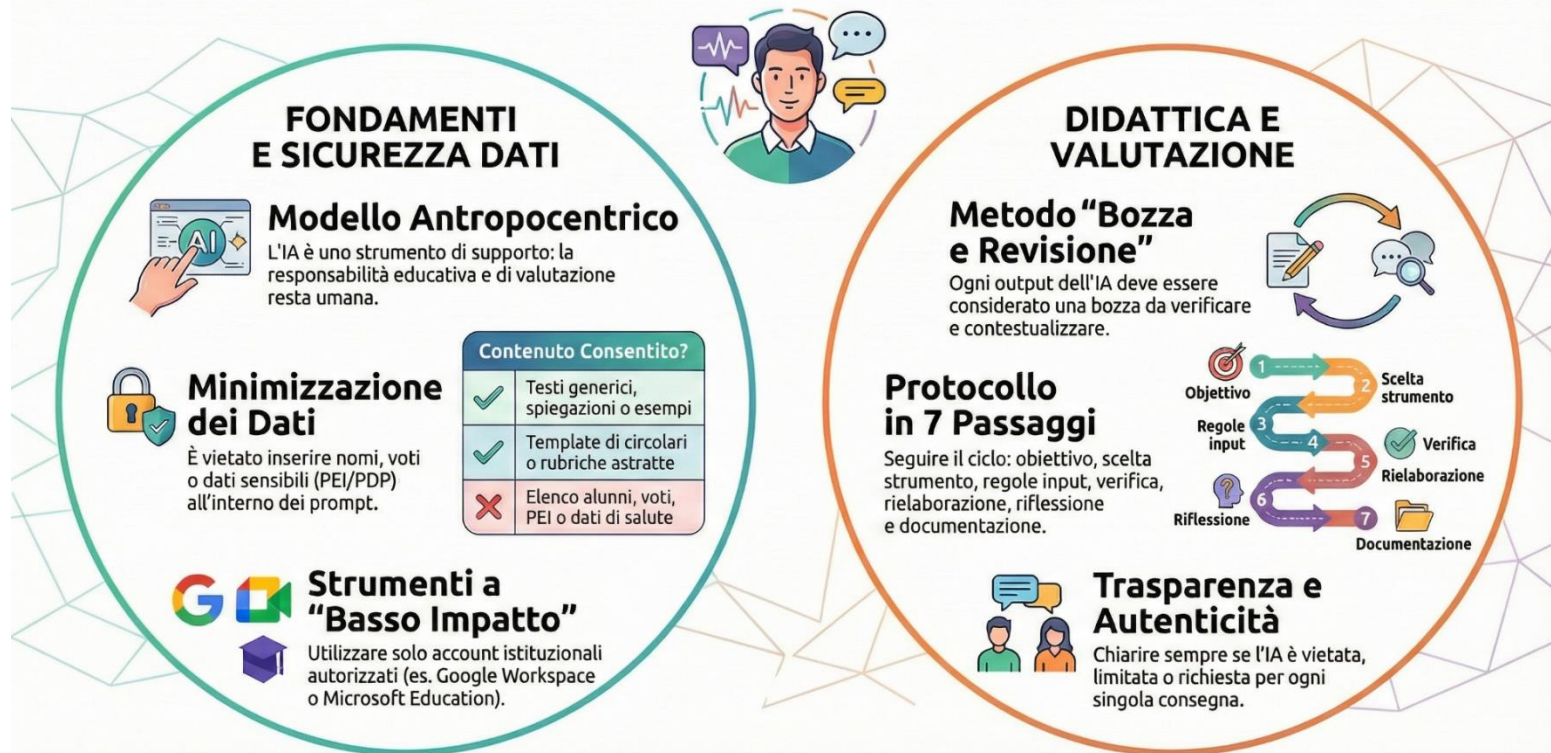 FONDAMENTI
E SICUREZZA DATI
AI
Modello Antropocentrico
L'IA è uno strumento di supporto: la
responsabilità educativa e di valutazione
resta umana.
Minimizzazione
dei Dati
È vietato inserire nomi, voti
o dati sensibili (PEI/PDP)
all'interno dei prompt.
Contenuto Consentito?
Testi generici,
spiegazioni o esempi
Template di circolari
o rubriche astratte
Elenco alunni, voti,
PEI o dati di salute
G
Strumenti a
"Basso Impatto"
Utilizzare solo account istituzionali
autorizzati (es. Google Workspace
o Microsoft Education).
DIDATTICA E
VALUTAZIONE
Metodo "Bozza
e Revisione"
Ogni output dell'IA deve essere
considerato una bozza da verificare
e contestualizzare.
Protocollo
in 7 Passaggi
Seguire il ciclo: obiettivo, scelta
strumento, regole input, verifica,
rielaborazione, riflessione
e documentazione.
1
Objettivo
2
Scelta
strumento
3
Regole
input
4
Verifica
5
Rielaborazione
6
Riflessione
7
Documentazione
Trasparenza e
Autenticità
Chiarire sempre se l'IA è vietata,
limitata o richiesta per ogni
singola consegna.